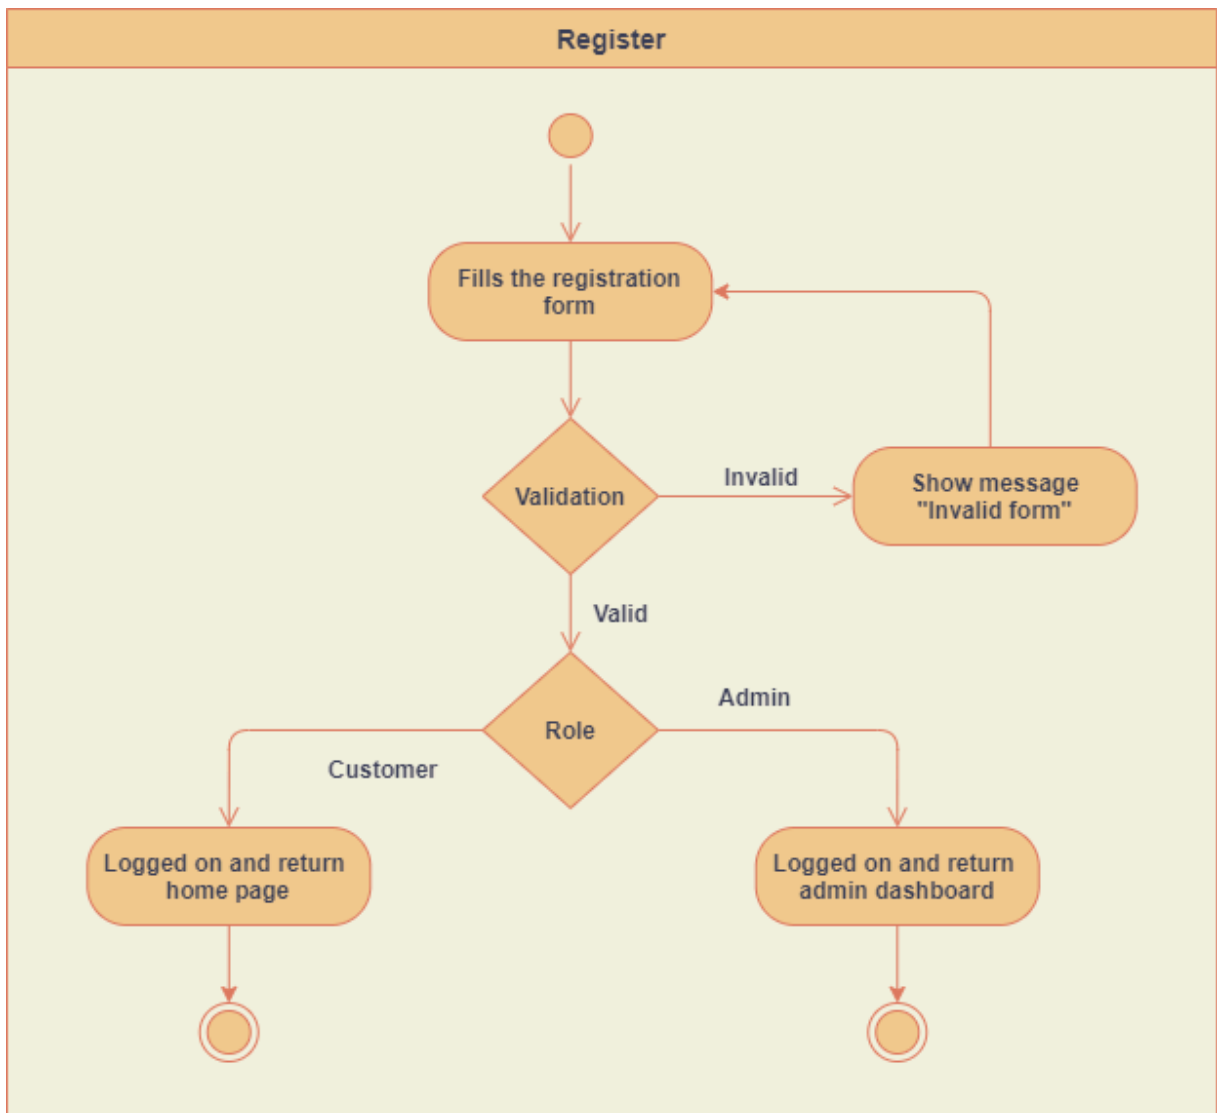 Register
Fills the registration
form
Validation
Invalid
Show message
"Invalid form"
Valid
Role
Admin
Customer
Logged on and return
home page
Logged on and return
admin dashboard